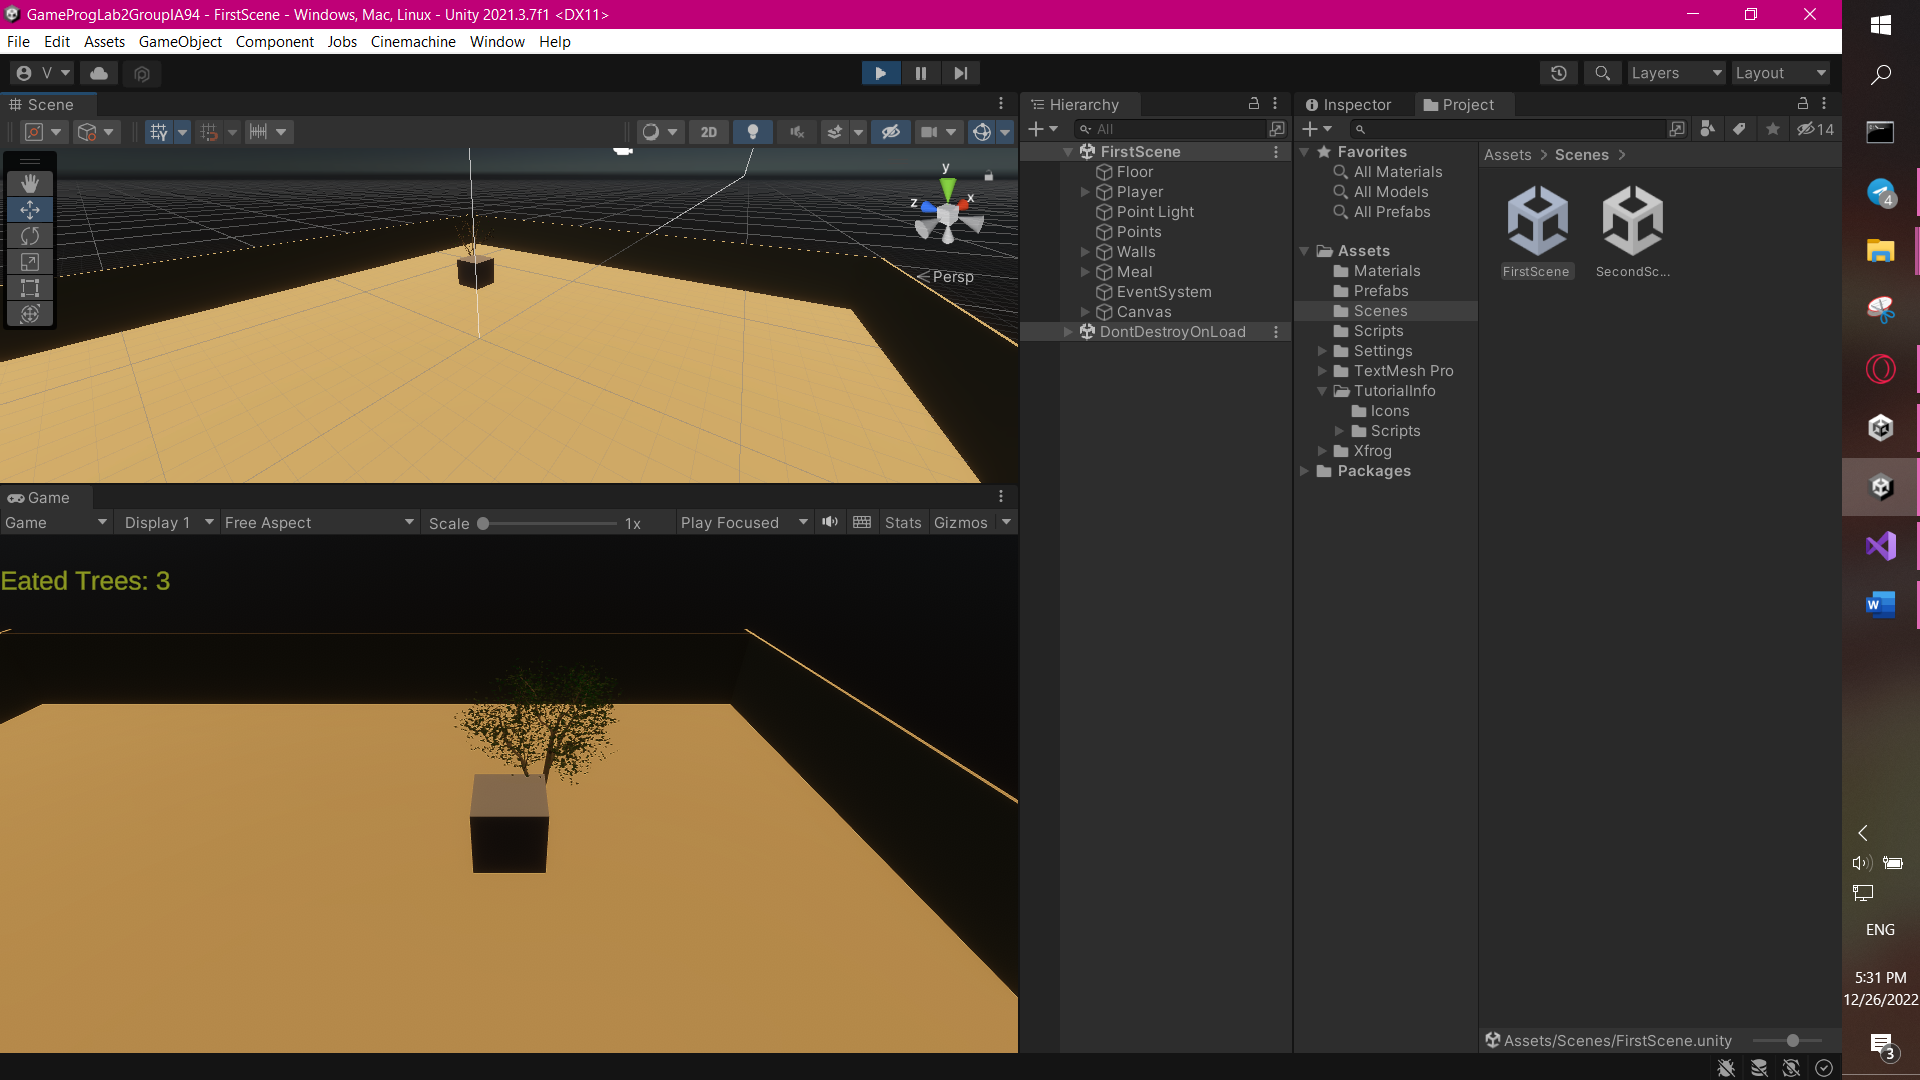 GameProgLab2GroupIA94 - FirstScene - Windows, Mac, Linux - Unity 2021.3.7f1 <DX11>
File Edit Assets GameObject Component Jobs Cinemachine Window Help
V
Layers
Layout
Scene
2D
y
x
z
Persp
Game
Game
Display 1
Free Aspect
Scale
1x
Play Focused
Stats
Gizmos
Eated Trees: 3
Hierarchy
All
FirstScene
Floor
Player
Point Light
Points
Walls
Meal
EventSystem
Canvas
DontDestroyOnLoad
Inspector
Project
14
Favorites
All Materials
All Models
All Prefabs
Assets
Materials
Prefabs
Scenes
Scripts
Settings
TextMesh Pro
TutorialInfo
Icons
Scripts
Xfrog
Packages
Assets > Scenes >
FirstScene
SecondSc...
Assets/Scenes/FirstScene.unity
4
W
ENG
5:31 PM
12/26/2022
3